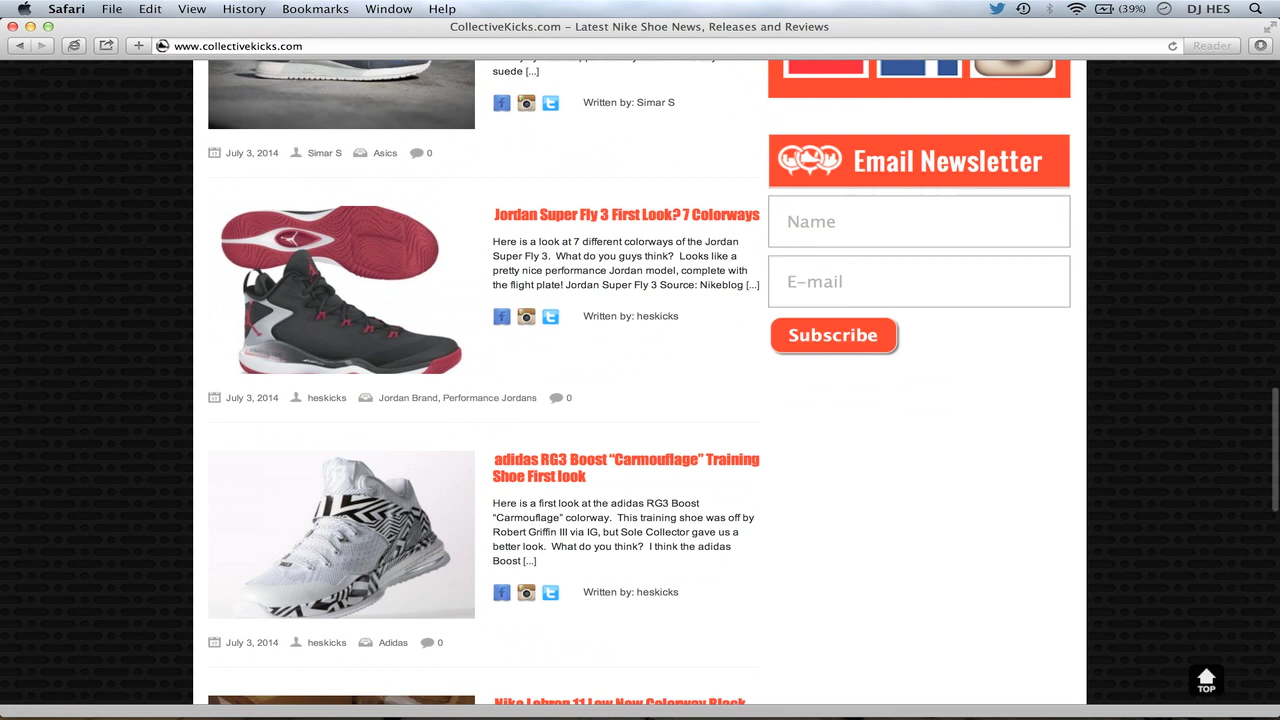 Safari File Edit View History Bookmarks Window Help (39%) DJ HES
CollectiveKicks.com – Latest Nike Shoe News, Releases and Reviews
www.collectivekicks.com Reader
suede [...]
Written by: Simar S
July 3, 2014 Simar S Asics 0
Jordan Super Fly 3 First Look? 7 Colorways
Here is a look at 7 different colorways of the Jordan
Super Fly 3. What do you guys think? Looks like a
pretty nice performance Jordan model, complete with
the flight plate! Jordan Super Fly 3 Source: Nikeblog [...]
Written by: heskicks
July 3, 2014 heskicks Jordan Brand, Performance Jordans 0
adidas RG3 Boost “Carmouflage” Training
Shoe First look
Here is a first look at the adidas RG3 Boost
“Carmouflage” colorway. This training shoe was off by
Robert Griffin III via IG, but Sole Collector gave us a
better look. What do you think? I think the adidas
Boost [...]
Written by: heskicks
July 3, 2014 heskicks Adidas 0
Nike Lebron 11 Low New Colorway Black
Email Newsletter
Name
E-mail
Subscribe
TOP